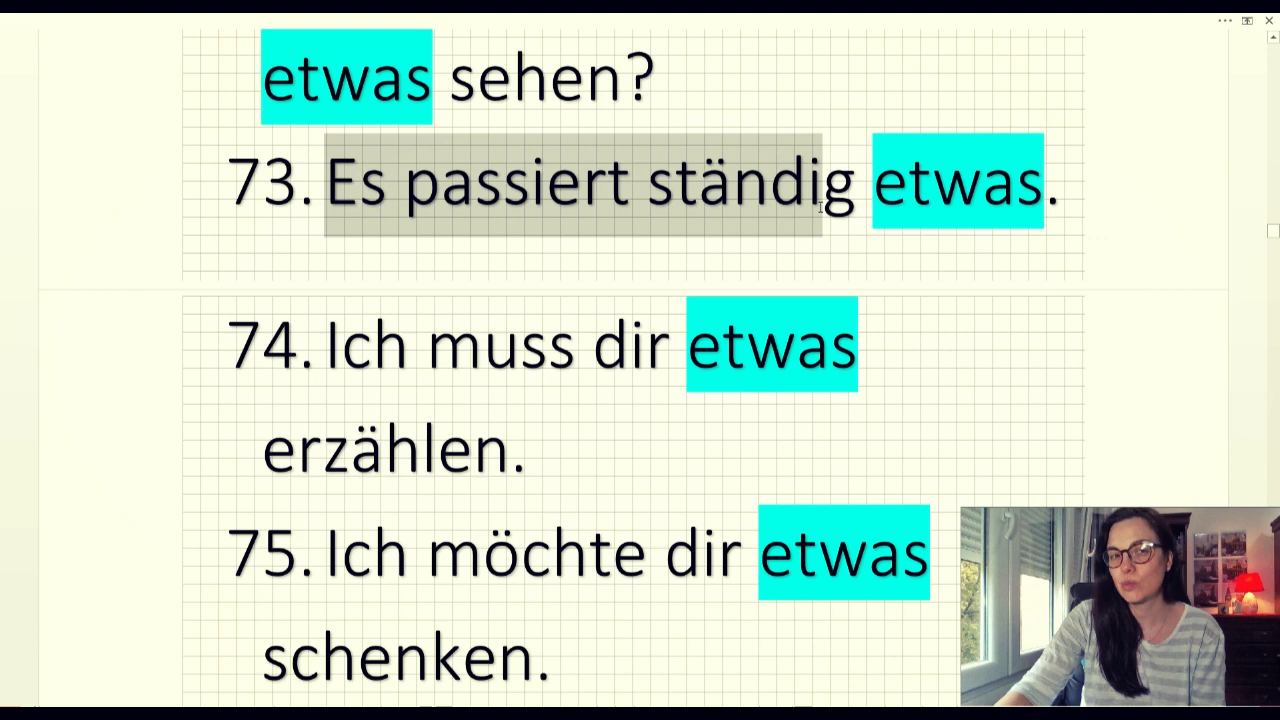 etwas sehen?
73. Es passiert ständig etwas.
74. Ich muss dir etwas
erzählen.
75. Ich möchte dir etwas
schenken.